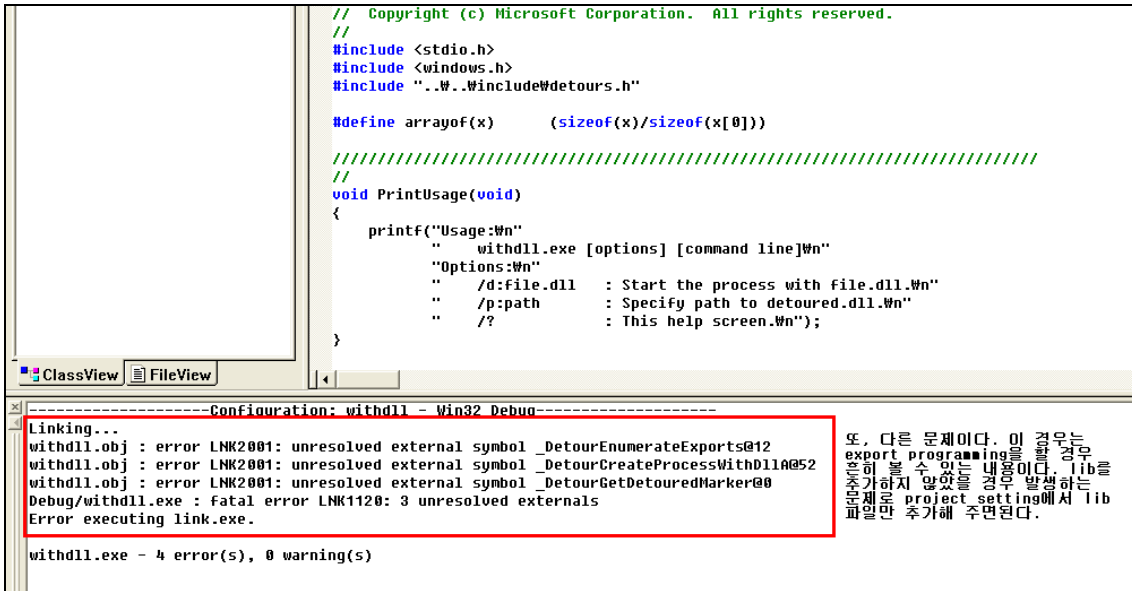 //  Copyright (c) Microsoft Corporation.  All rights reserved.
//
#include <stdio.h>
#include <windows.h>
#include "..₩..₩include₩detours.h"
#define arrayof(x)      (sizeof(x)/sizeof(x[0]))
//////////////////////////////////////////////////////////////////////////////
//
void PrintUsage(void)
{
    printf("Usage:₩n"
           "    withdll.exe [options] [command line]₩n"
           "Options:₩n"
           "    /d:file.dll   : Start the process with file.dll.₩n"
           "    /p:path       : Specify path to detoured.dll.₩n"
           "    /?            : This help screen.₩n");
}
ClassView FileView
--------------------Configuration: withdll - Win32 Debug--------------------
Linking...
withdll.obj : error LNK2001: unresolved external symbol _DetourEnumerateExports@12
withdll.obj : error LNK2001: unresolved external symbol _DetourCreateProcessWithDllA@52
withdll.obj : error LNK2001: unresolved external symbol _DetourGetDetouredMarker@0
Debug/withdll.exe : fatal error LNK1120: 3 unresolved externals
Error executing link.exe.
withdll.exe - 4 error(s), 0 warning(s)
또, 다른 문제이다. 이 경우는
export programming을 할 경우
흔히 볼 수 있는 내용이다. lib을
추가하지 않았을 경우 발생하는
문제로 project setting에서 lib
파일만 추가해 주면된다.